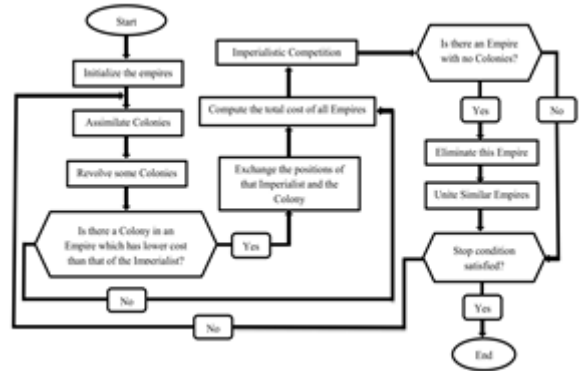 Start
Initialize the empires
Assimilate Colonies
Revolve some Colonies
Is there a Colony in an
Empire which has lower cost
than that of the Imperialist?
Yes
No
Exchange the positions of
that Imperialist and the
Colony
Compute the total cost of all Empires
Imperialistic Competition
Is there an Empire
with no Colonies?
Yes
No
Eliminate this Empire
Unite Similar Empires
Stop condition
satisfied?
No
Yes
End